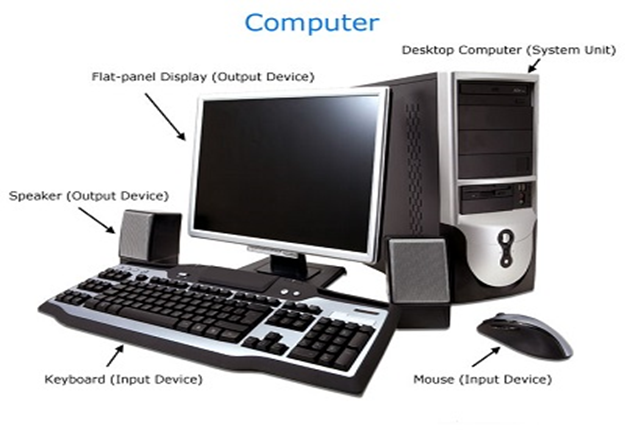 Computer
Desktop Computer (System Unit)
Flat-panel Display (Output Device)
Speaker (Output Device)
Keyboard (Input Device)
Mouse (Input Device)